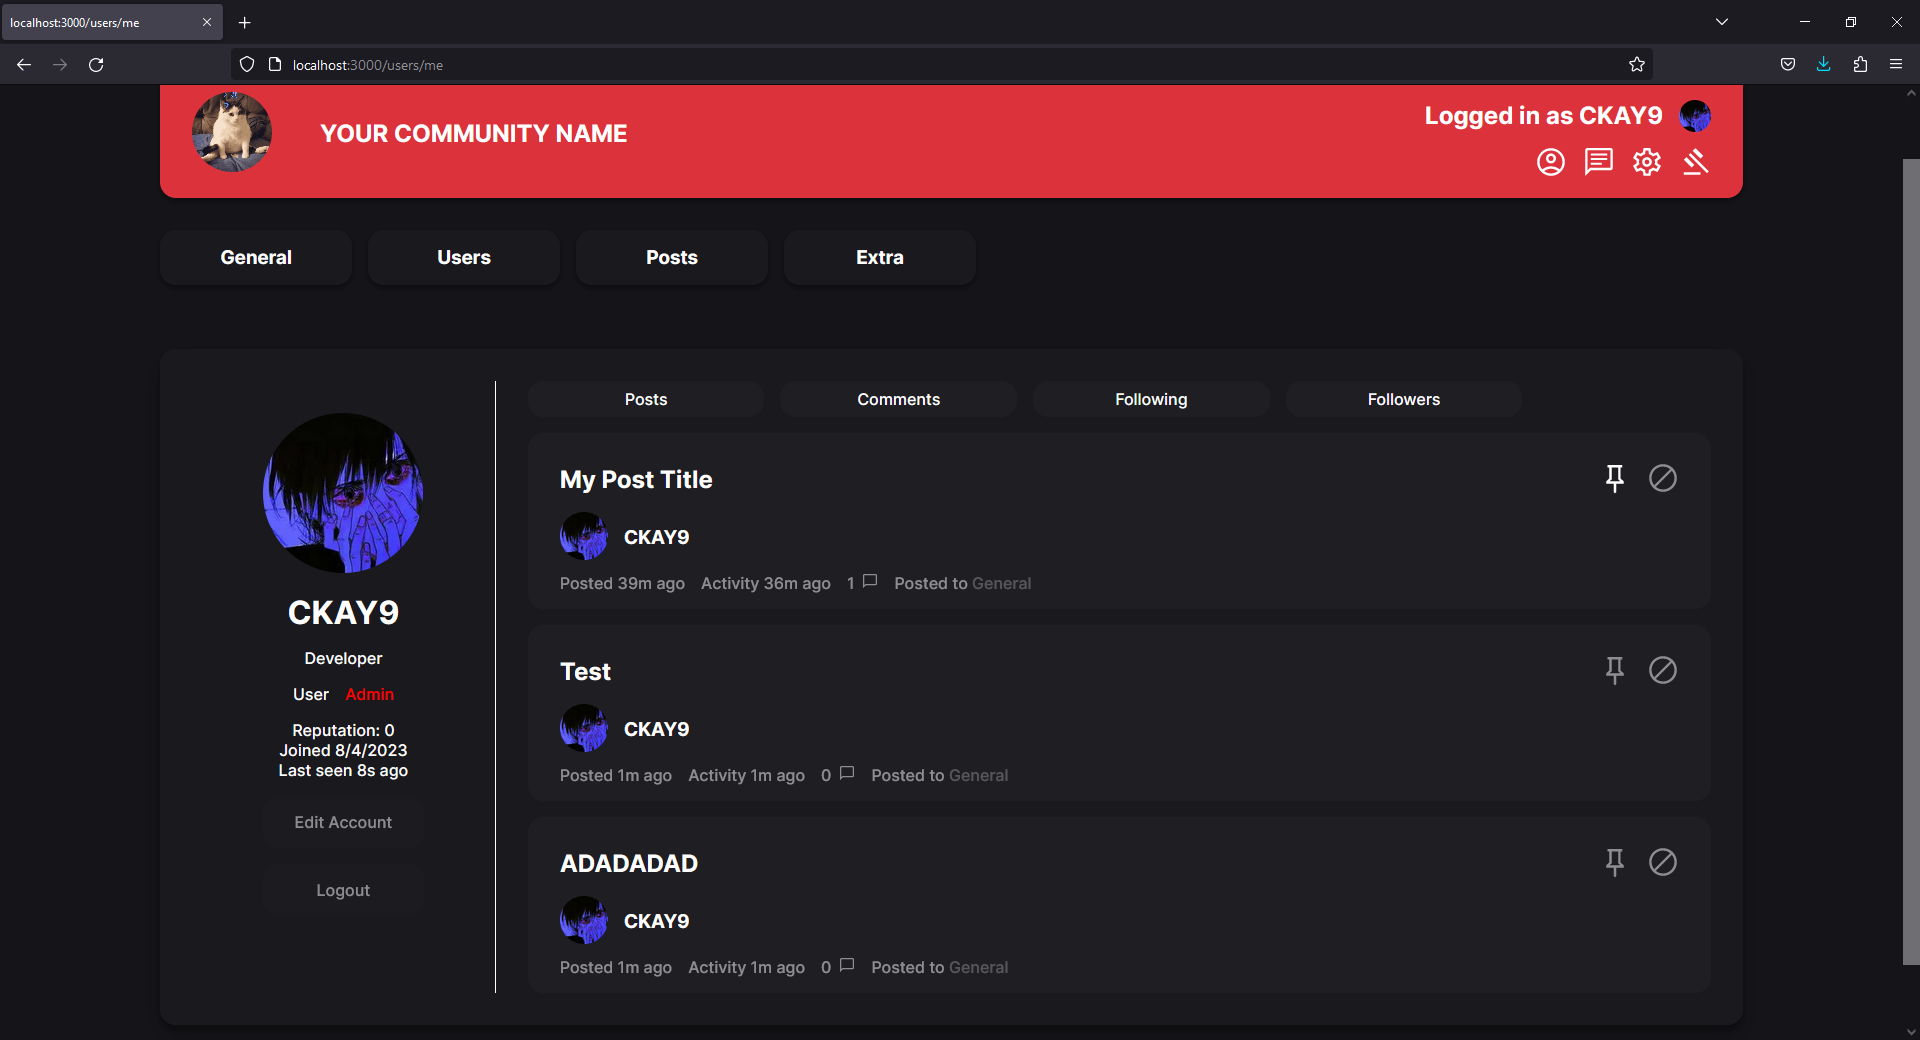 localhost:3000/users/me
localhost:3000/users/me
YOUR COMMUNITY NAME
Logged in as CKAY9
General
Users
Posts
Extra
CKAY9
Developer
User Admin
Reputation: 0
Joined 8/4/2023
Last seen 8s ago
Edit Account
Logout
Posts
Comments
Following
Followers
My Post Title
CKAY9
Posted 39m ago Activity 36m ago 1 Posted to General
Test
CKAY9
Posted 1m ago Activity 1m ago 0 Posted to General
ADADADAD
CKAY9
Posted 1m ago Activity 1m ago 0 Posted to General